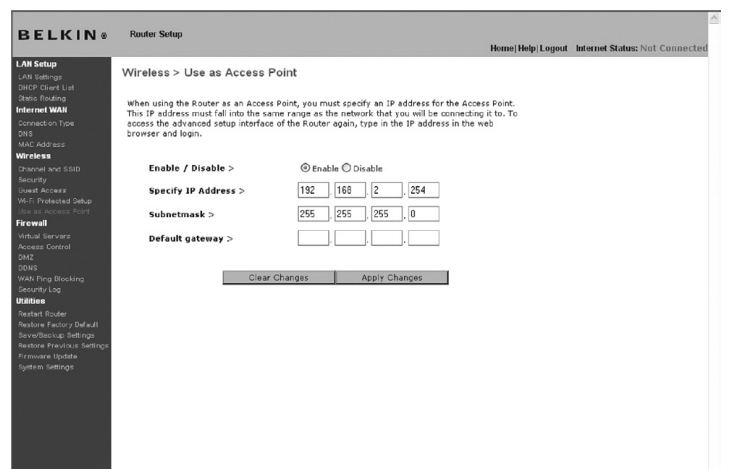 BELKIN®
Router Setup
Home|Help|Logout Internet Status: Not Connected
LAN Setup
LAN Settings
DHCP Client List
Static Routing
Internet WAN
Connection Type
DNS
MAC Address
Wireless
Channel and SSID
Security
Guest Access
Wi-Fi Protected Setup
Use as Access Point
Firewall
Virtual Servers
Access Control
DMZ
DDNS
WAN Ping Blocking
Security Log
Utilities
Restart Router
Restore Factory Default
Save/Backup Settings
Restore Previous Settings
Firmware Update
System Settings
Wireless > Use as Access Point
When using the Router as an Access Point, you must specify an IP address for the Access Point.
This IP address must fall into the same range as the network that you will be connecting it to. To
access the advanced setup interface of the Router again, type in the IP address in the web
browser and login.
Enable / Disable > Enable Disable
Specify IP Address > 192 . 168 . 2 . 254
Subnetmask > 255 . 255 . 255 . 0
Default gateway > . . .
Clear Changes Apply Changes